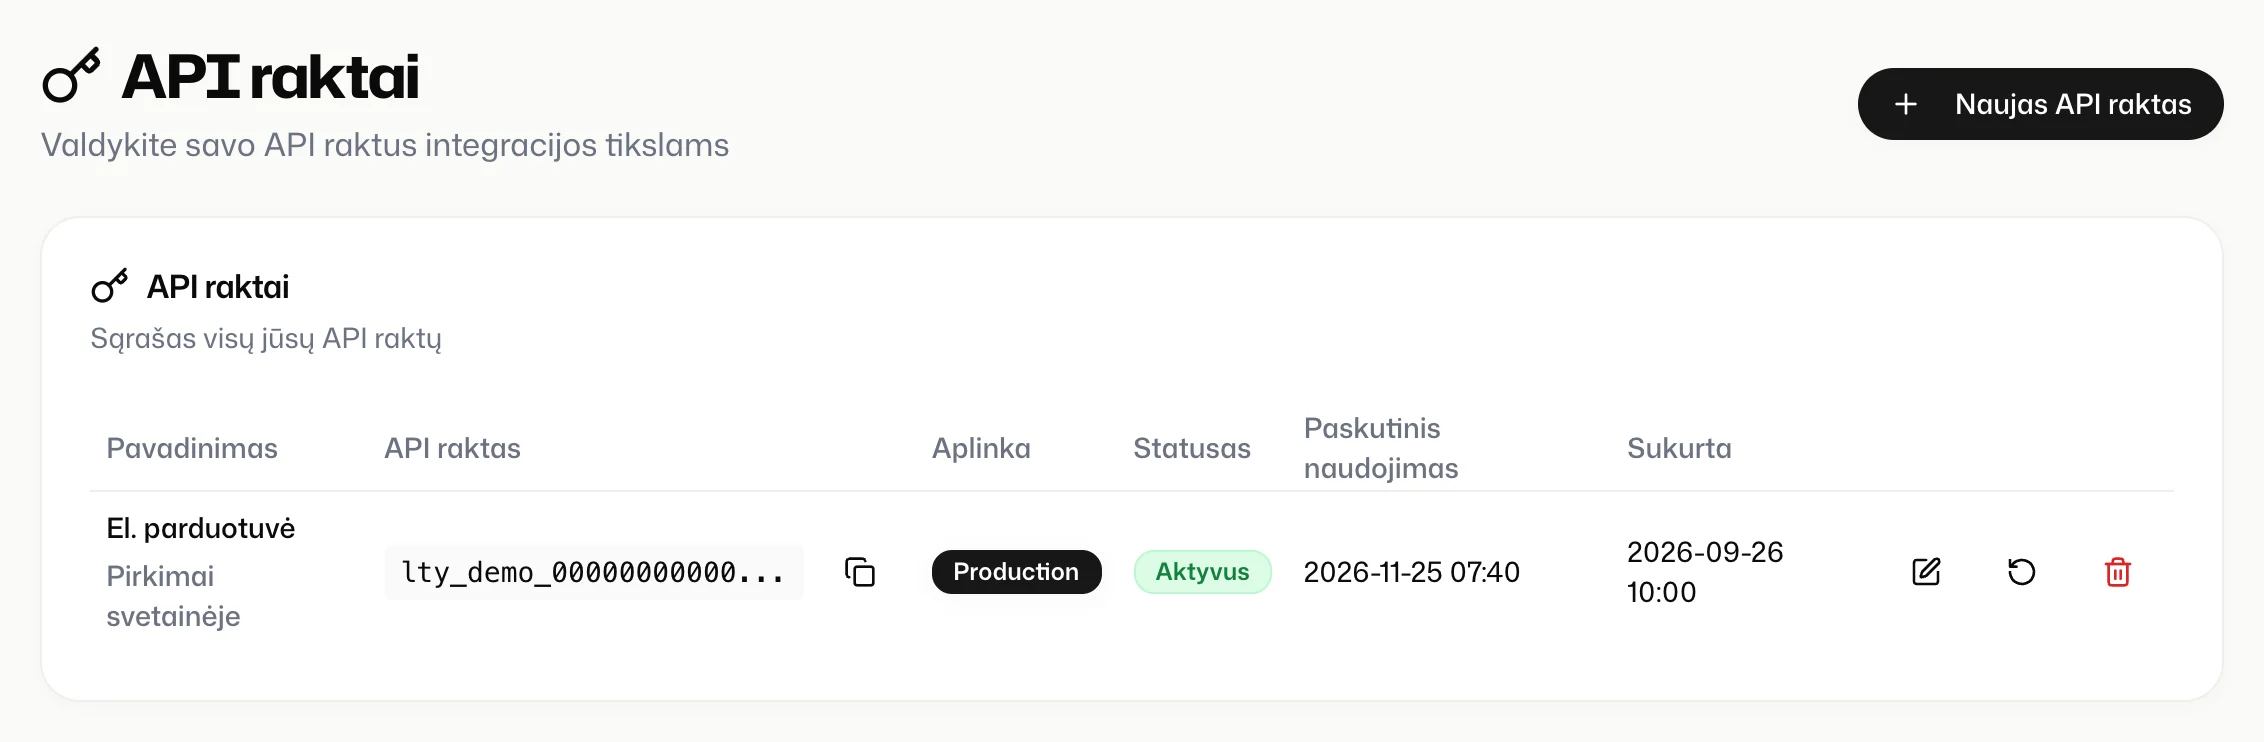 API raktai
Valdykite savo API raktus integracijos tikslams
Naujas API raktas
API raktai
Sąrašas visų jūsų API raktų
Pavadinimas
API raktas
Aplinka
Statusas
Paskutinis
naudojimas
Sukurta
El. parduotuvė
Pirkimai
svetainėje
lty_demo_00000000000...
Production
Aktyvus
2026-11-25 07:40
2026-09-26
10:00